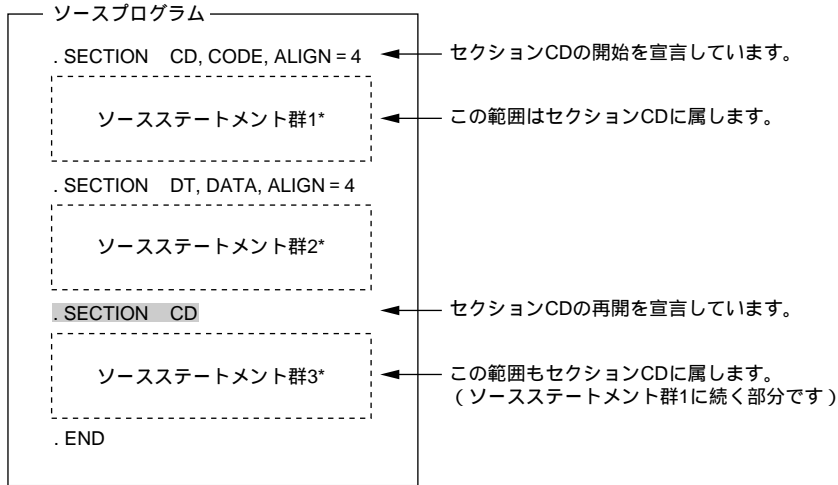 ソースプログラム
. SECTION CD, CODE, ALIGN = 4
セクションCDの開始を宣言しています。
ソースステートメント群1*
この範囲はセクションCDに属します。
. SECTION DT, DATA, ALIGN = 4
ソースステートメント群2*
. SECTION CD
セクションCDの再開を宣言しています。
ソースステートメント群3*
この範囲もセクションCDに属します。
（ソースステートメント群1に続く部分です）
. END